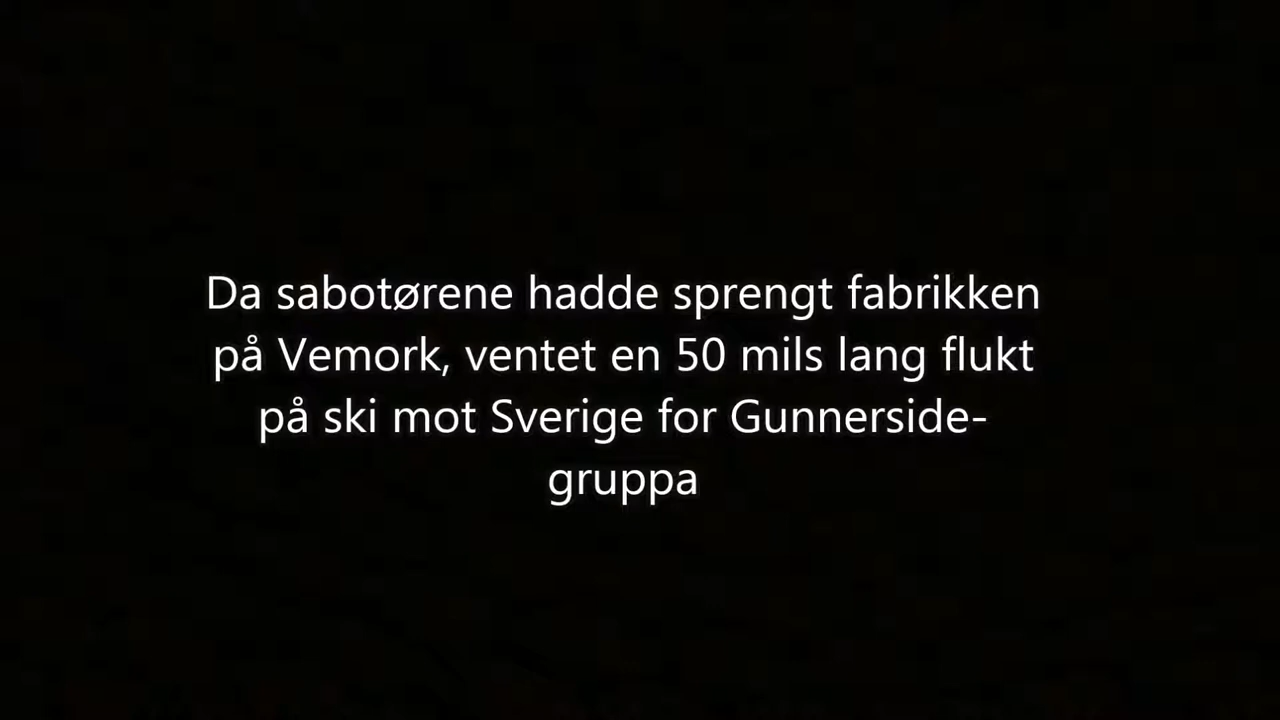 Da sabotørene hadde sprengt fabrikken
på Vemork, ventet en 50 mils lang flukt
på ski mot Sverige for Gunnerside-
gruppa